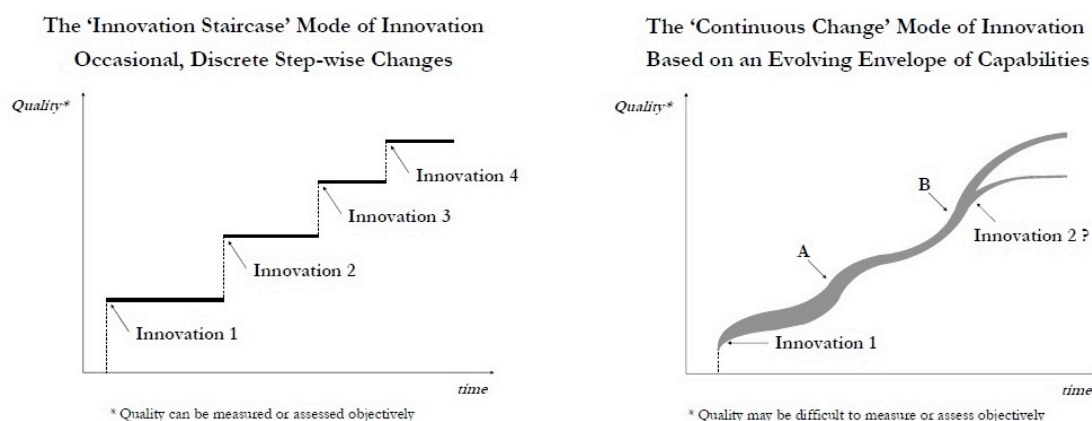 The ‘Innovation Staircase’ Mode of Innovation
Occasional, Discrete Step-wise Changes
Quality*
Innovation 4
Innovation 3
Innovation 2
Innovation 1
time
* Quality can be measured or assessed objectively
The ‘Continuous Change’ Mode of Innovation
Based on an Evolving Envelope of Capabilities
Quality*
B
Innovation 2 ?
A
Innovation 1
time
* Quality may be difficult to measure or assess objectively